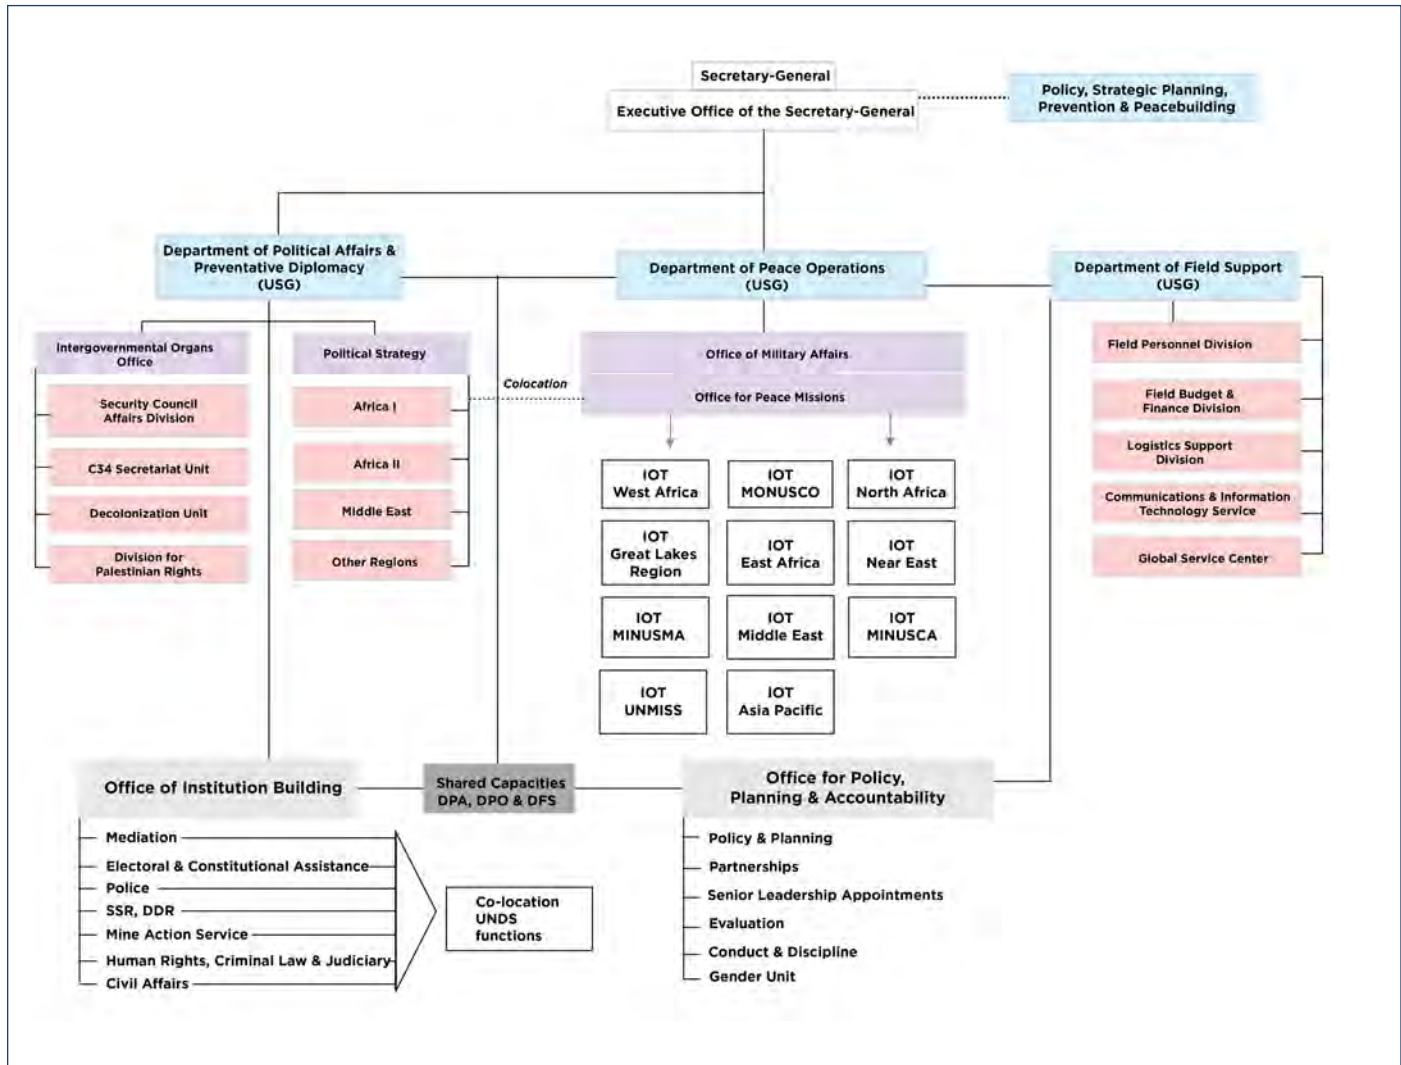 Secretary-General
Executive Office of the Secretary-General
Policy, Strategic Planning,
Prevention & Peacebuilding
Department of Political Affairs &
Preventative Diplomacy
(USG)
Department of Peace Operations
(USG)
Department of Field Support
(USG)
Intergovernmental Organs
Office
Security Council
Affairs Division
C34 Secretariat Unit
Decolonization Unit
Division for
Palestinian Rights
Political Strategy
Africa I
Africa II
Middle East
Other Regions
Colocation
Office of Military Affairs
Office for Peace Missions
IOT
West Africa
IOT
MONUSCO
IOT
North Africa
IOT
Great Lakes
Region
IOT
East Africa
IOT
Near East
IOT
MINUSMA
IOT
Middle East
IOT
MINUSCA
IOT
UNMISS
IOT
Asia Pacific
Field Personnel Division
Field Budget &
Finance Division
Logistics Support
Division
Communications & Information
Technology Service
Global Service Center
Office of Institution Building
Shared Capacities
DPA, DPO & DFS
Office for Policy,
Planning & Accountability
Mediation
Electoral & Constitutional Assistance
Police
SSR, DDR
Mine Action Service
Human Rights, Criminal Law & Judiciary
Civil Affairs
Co-location
UNDS
functions
Policy & Planning
Partnerships
Senior Leadership Appointments
Evaluation
Conduct & Discipline
Gender Unit